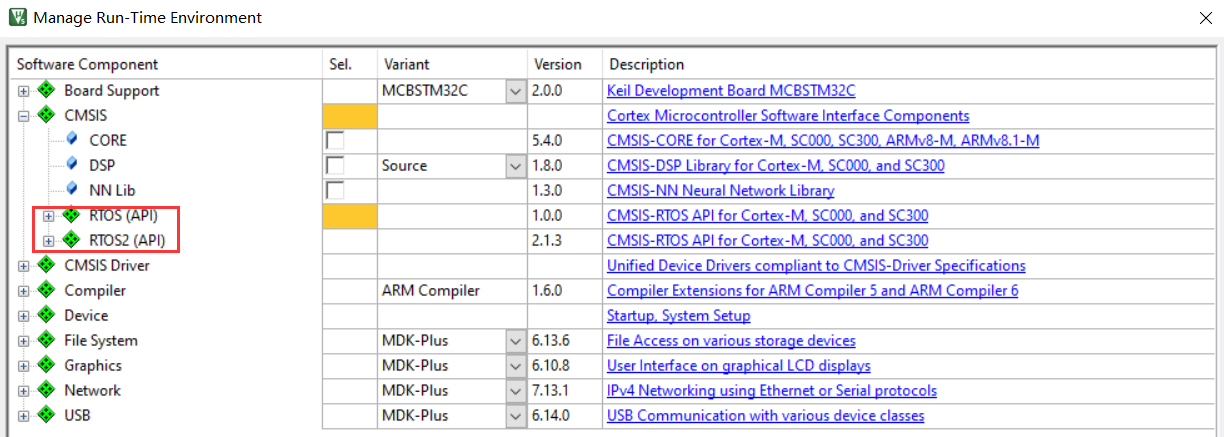 Manage Run-Time Environment
Software Component Sel. Variant Version Description
Board Support MCBSTM32C 2.0.0 Keil Development Board MCBSTM32C
CMSIS Cortex Microcontroller Software Interface Components
CORE 5.4.0 CMSIS-CORE for Cortex-M, SC000, SC300, ARMv8-M, ARMv8.1-M
DSP Source 1.8.0 CMSIS-DSP Library for Cortex-M, SC000, and SC300
NN Lib 1.3.0 CMSIS-NN Neural Network Library
RTOS (API) 1.0.0 CMSIS-RTOS API for Cortex-M, SC000, and SC300
RTOS2 (API) 2.1.3 CMSIS-RTOS API for Cortex-M, SC000, and SC300
CMSIS Driver Unified Device Drivers compliant to CMSIS-Driver Specifications
Compiler ARM Compiler 1.6.0 Compiler Extensions for ARM Compiler 5 and ARM Compiler 6
Device Startup, System Setup
File System MDK-Plus 6.13.6 File Access on various storage devices
Graphics MDK-Plus 6.10.8 User Interface on graphical LCD displays
Network MDK-Plus 7.13.1 IPv4 Networking using Ethernet or Serial protocols
USB MDK-Plus 6.14.0 USB Communication with various device classes